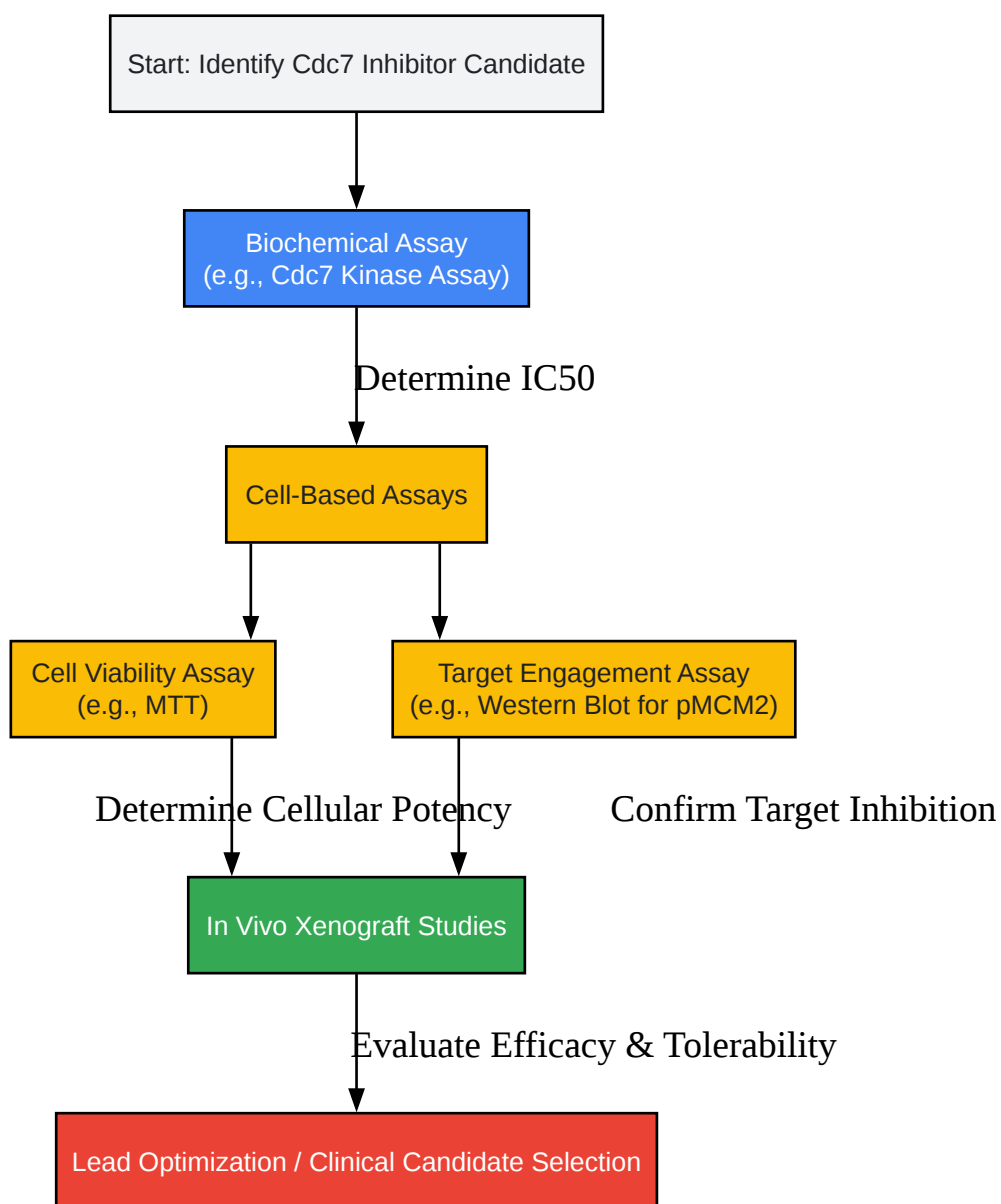 Start: Identify Cdc7 Inhibitor Candidate
Biochemical Assay
(e.g., Cdc7 Kinase Assay)
Determine IC50
Cell-Based Assays
Cell Viability Assay
(e.g., MTT)
Target Engagement Assay
(e.g., Western Blot for pMCM2)
Determine Cellular Potency
Confirm Target Inhibition
In Vivo Xenograft Studies
Evaluate Efficacy & Tolerability
Lead Optimization / Clinical Candidate Selection